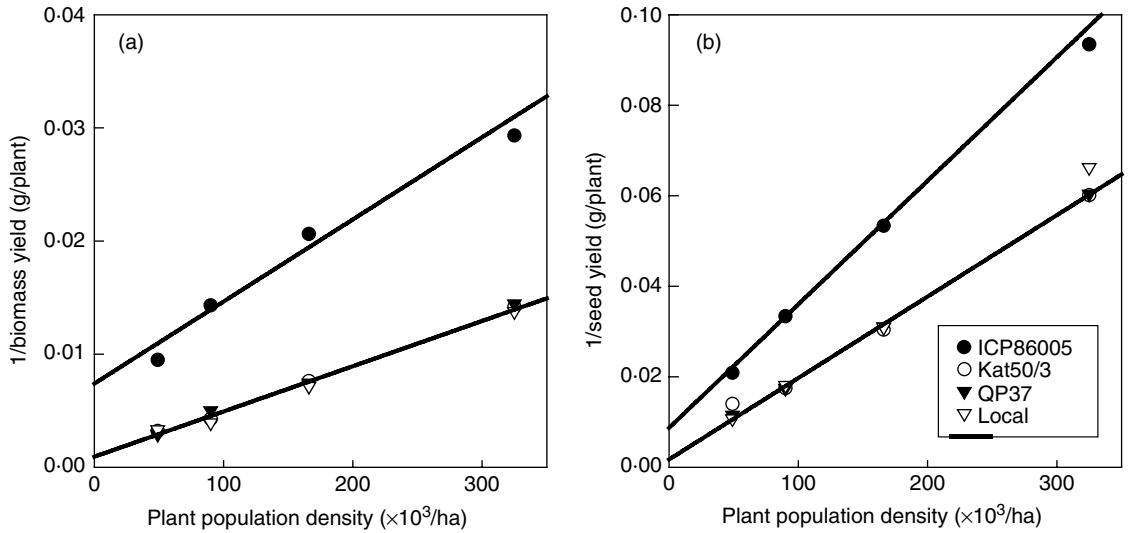 (a)
0·04
0·03
0·02
0·01
0·00
1/biomass yield (g/plant)
0
100
200
300
Plant population density (×10³/ha)
(b)
0·10
0·08
0·06
0·04
0·02
0·00
1/seed yield (g/plant)
0
100
200
300
Plant population density (×10³/ha)
ICP86005
Kat50/3
QP37
Local